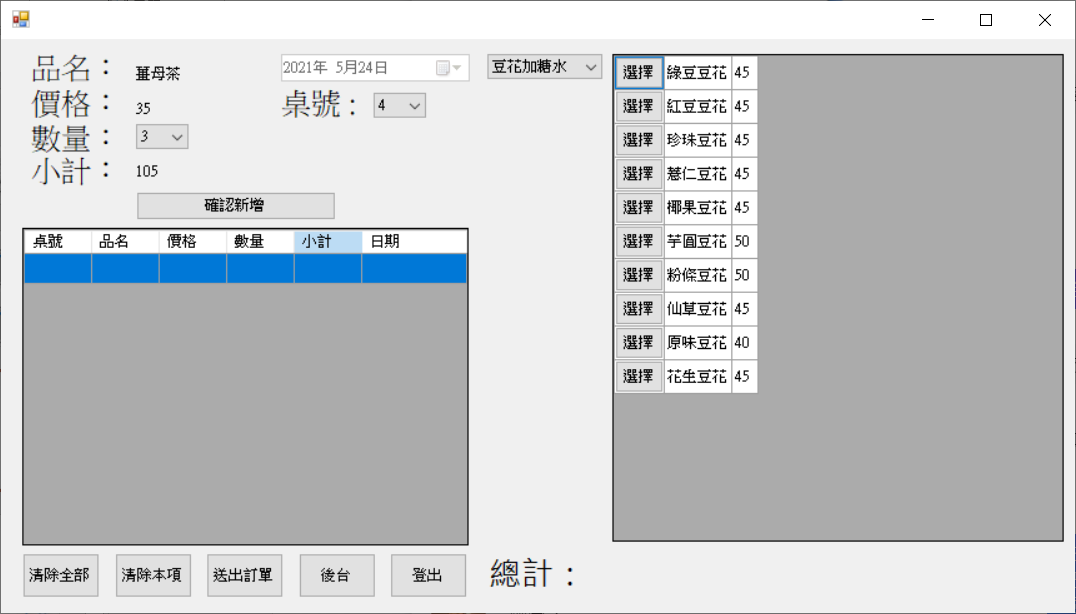 品名：
薑母茶
2021年 5月24日
豆花加糖水
價格：
35
桌號：
4
數量：
3
小計：
105
確認新增
桌號 品名 價格 數量 小計 日期
選擇 綠豆豆花 45
選擇 紅豆豆花 45
選擇 珍珠豆花 45
選擇 薏仁豆花 45
選擇 椰果豆花 45
選擇 芋圓豆花 50
選擇 粉條豆花 50
選擇 仙草豆花 45
選擇 原味豆花 40
選擇 花生豆花 45
清除全部 清除本項 送出訂單 後台 登出
總計：